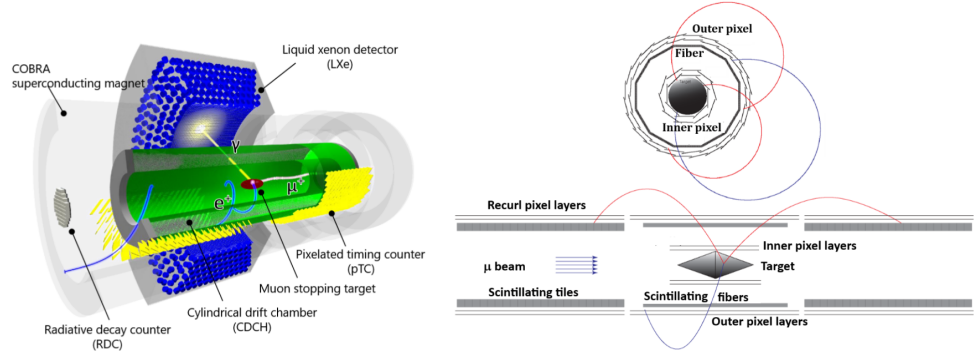 Liquid xenon detector
(LXe)
COBRA
superconducting magnet
γ
μ⁺
e⁺
Pixelated timing counter
(pTC)
Muon stopping target
Cylindrical drift chamber
(CDCH)
Radiative decay counter
(RDC)
Outer pixel
Fiber
Inner pixel
Recurl pixel layers
Inner pixel layers
μ beam
Target
Scintillating tiles
Scintillating fibers
Outer pixel layers